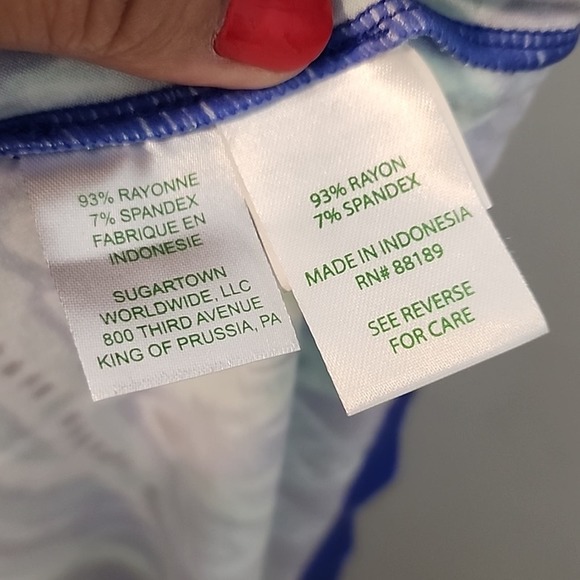 93% RAYONNE
7% SPANDEX
FABRIQUE EN
INDONESIE
SUGARTOWN
WORLDWIDE, LLC
800 THIRD AVENUE
KING OF PRUSSIA, PA
93% RAYON
7% SPANDEX
MADE IN INDONESIA
RN# 88189
SEE REVERSE
FOR CARE